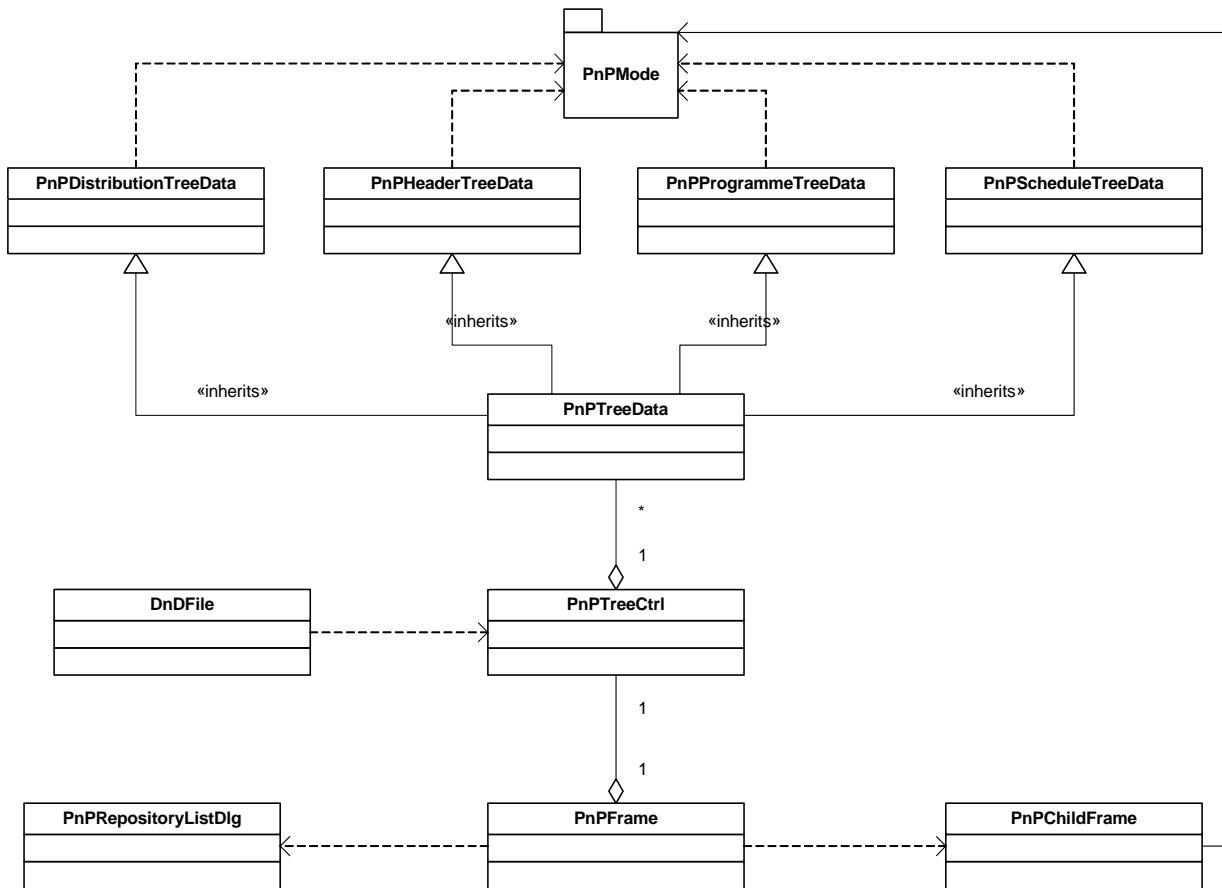 PnPMode
PnPDistributionTreeData
PnPHeaderTreeData
PnPProgrammeTreeData
PnPScheduleTreeData
«inherits»
«inherits»
«inherits»
«inherits»
PnPTreeData
*
1
DnDFile
PnPTreeCtrl
1
1
PnPRepositoryListDlg
PnPFrame
PnPChildFrame